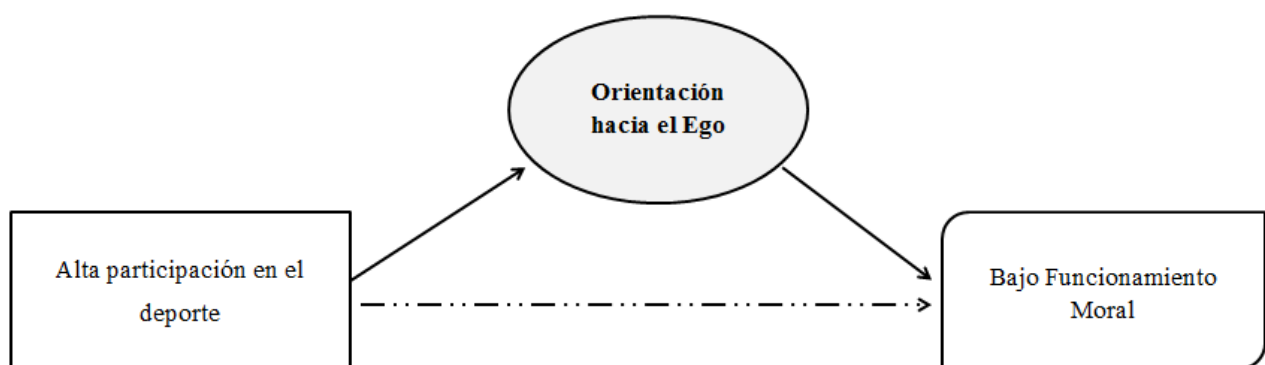 Orientación
hacia el Ego
Alta participación en el
deporte
Bajo Funcionamiento
Moral